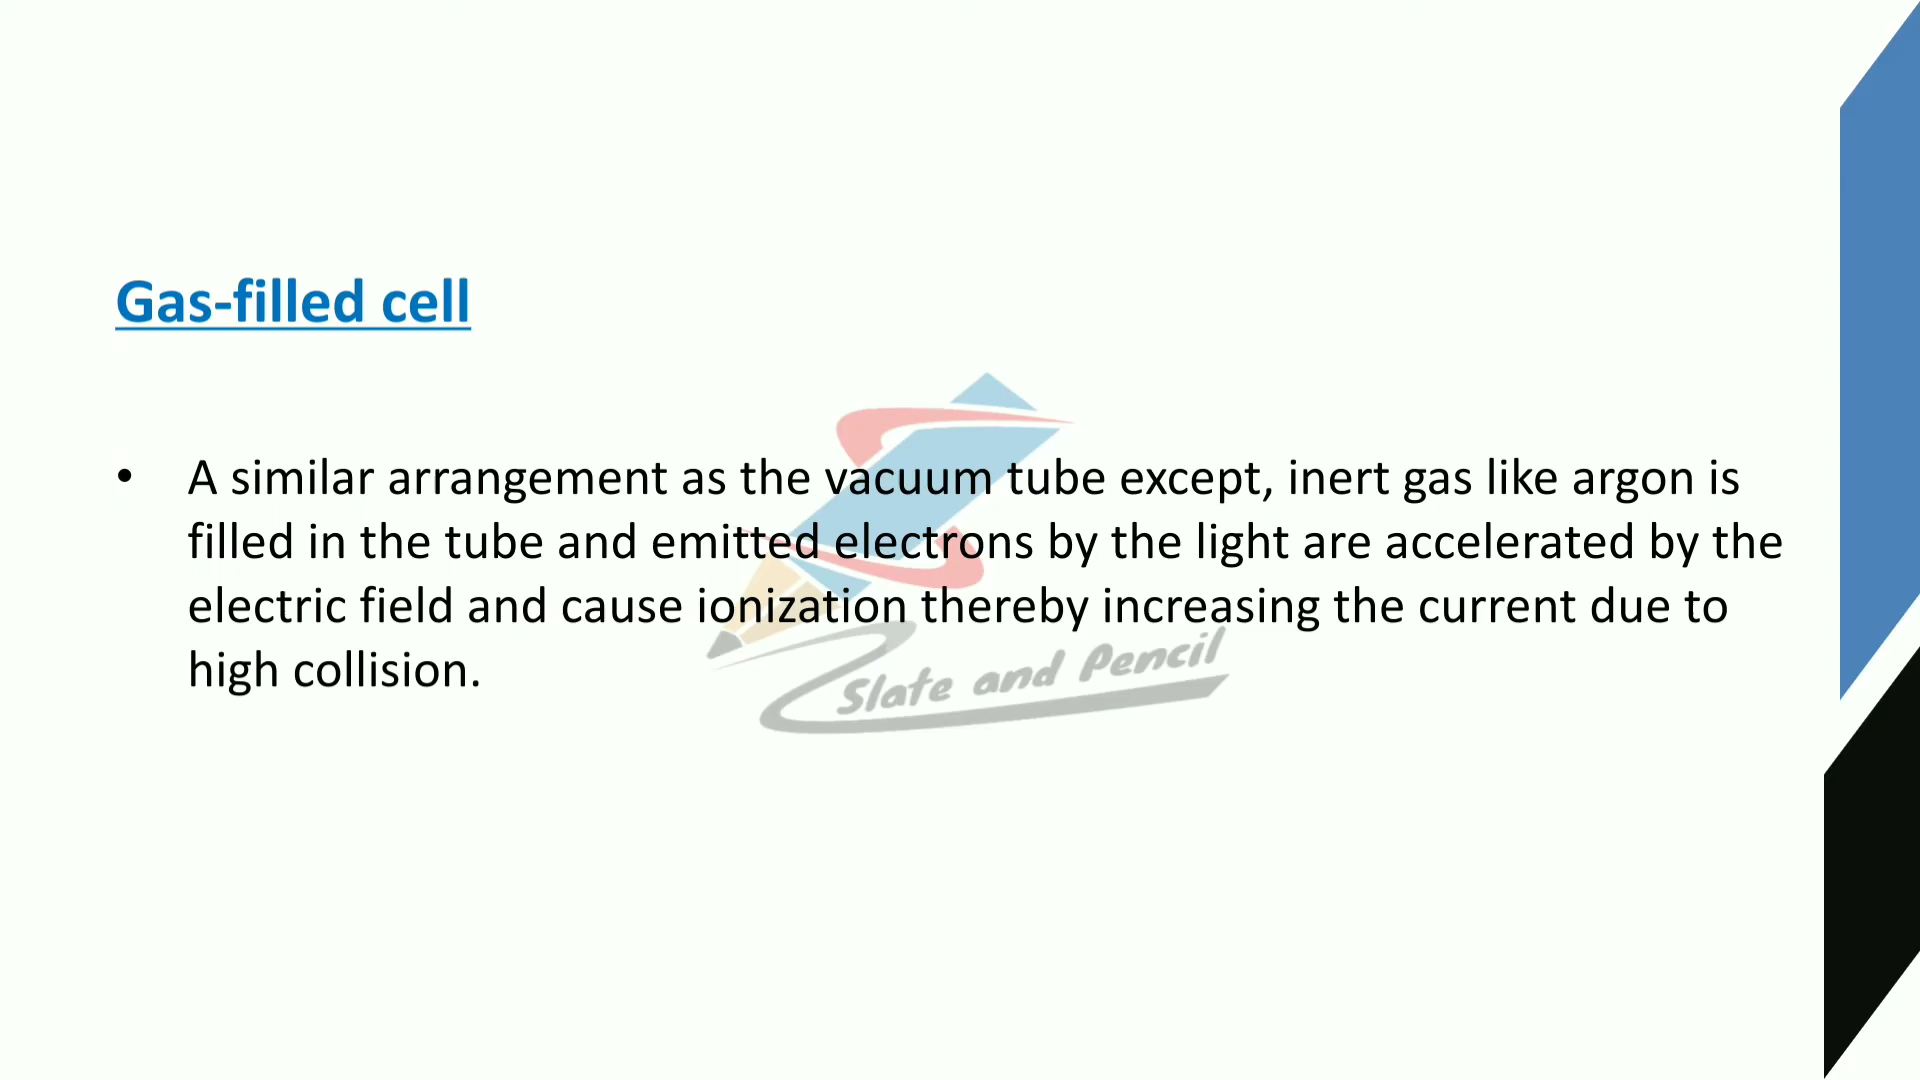 Gas-filled cell
• A similar arrangement as the vacuum tube except, inert gas like argon is
filled in the tube and emitted electrons by the light are accelerated by the
electric field and cause ionization thereby increasing the current due to
high collision.
Slate and Pencil